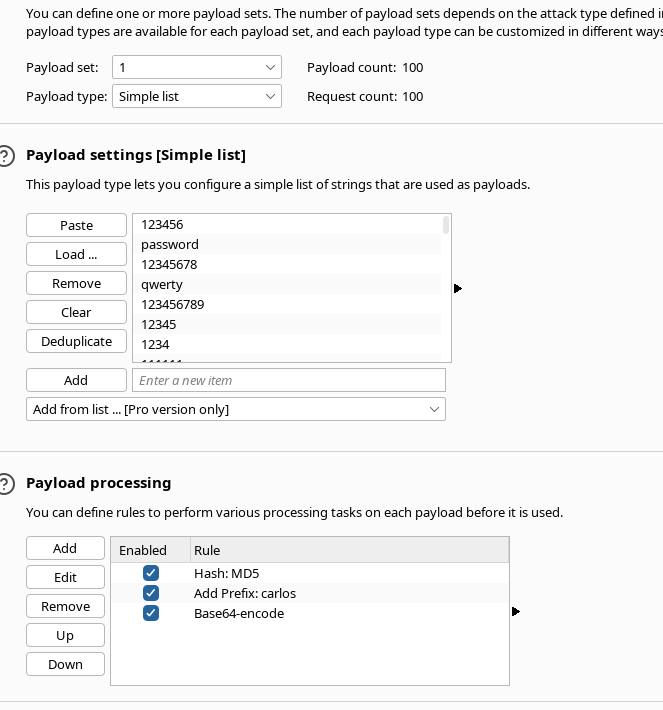 You can define one or more payload sets. The number of payload sets depends on the attack type defined
payload types are available for each payload set, and each payload type can be customized in different ways
Payload set: 1 Payload count: 100
Payload type: Simple list Request count: 100
Payload settings [Simple list]
This payload type lets you configure a simple list of strings that are used as payloads.
Paste
Load ...
Remove
Clear
Deduplicate
123456
password
12345678
qwerty
123456789
12345
1234
Add Enter a new item
Add from list ... [Pro version only]
Payload processing
You can define rules to perform various processing tasks on each payload before it is used.
Add
Edit
Remove
Up
Down
Enabled Rule
Hash: MD5
Add Prefix: carlos
Base64-encode